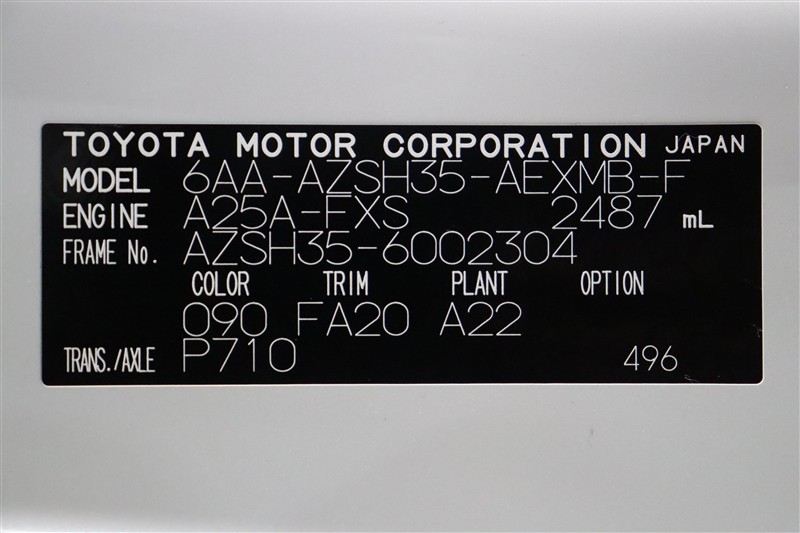 TOYOTA MOTOR CORPORATION JAPAN
MODEL 6AA-AZSH35-AEXMB-F
ENGINE A25A-FXS 2487 mL
FRAME No. AZSH35-6002304
COLOR TRIM PLANT OPTION
090 FA20 A22
TRANS./AXLE P710 496